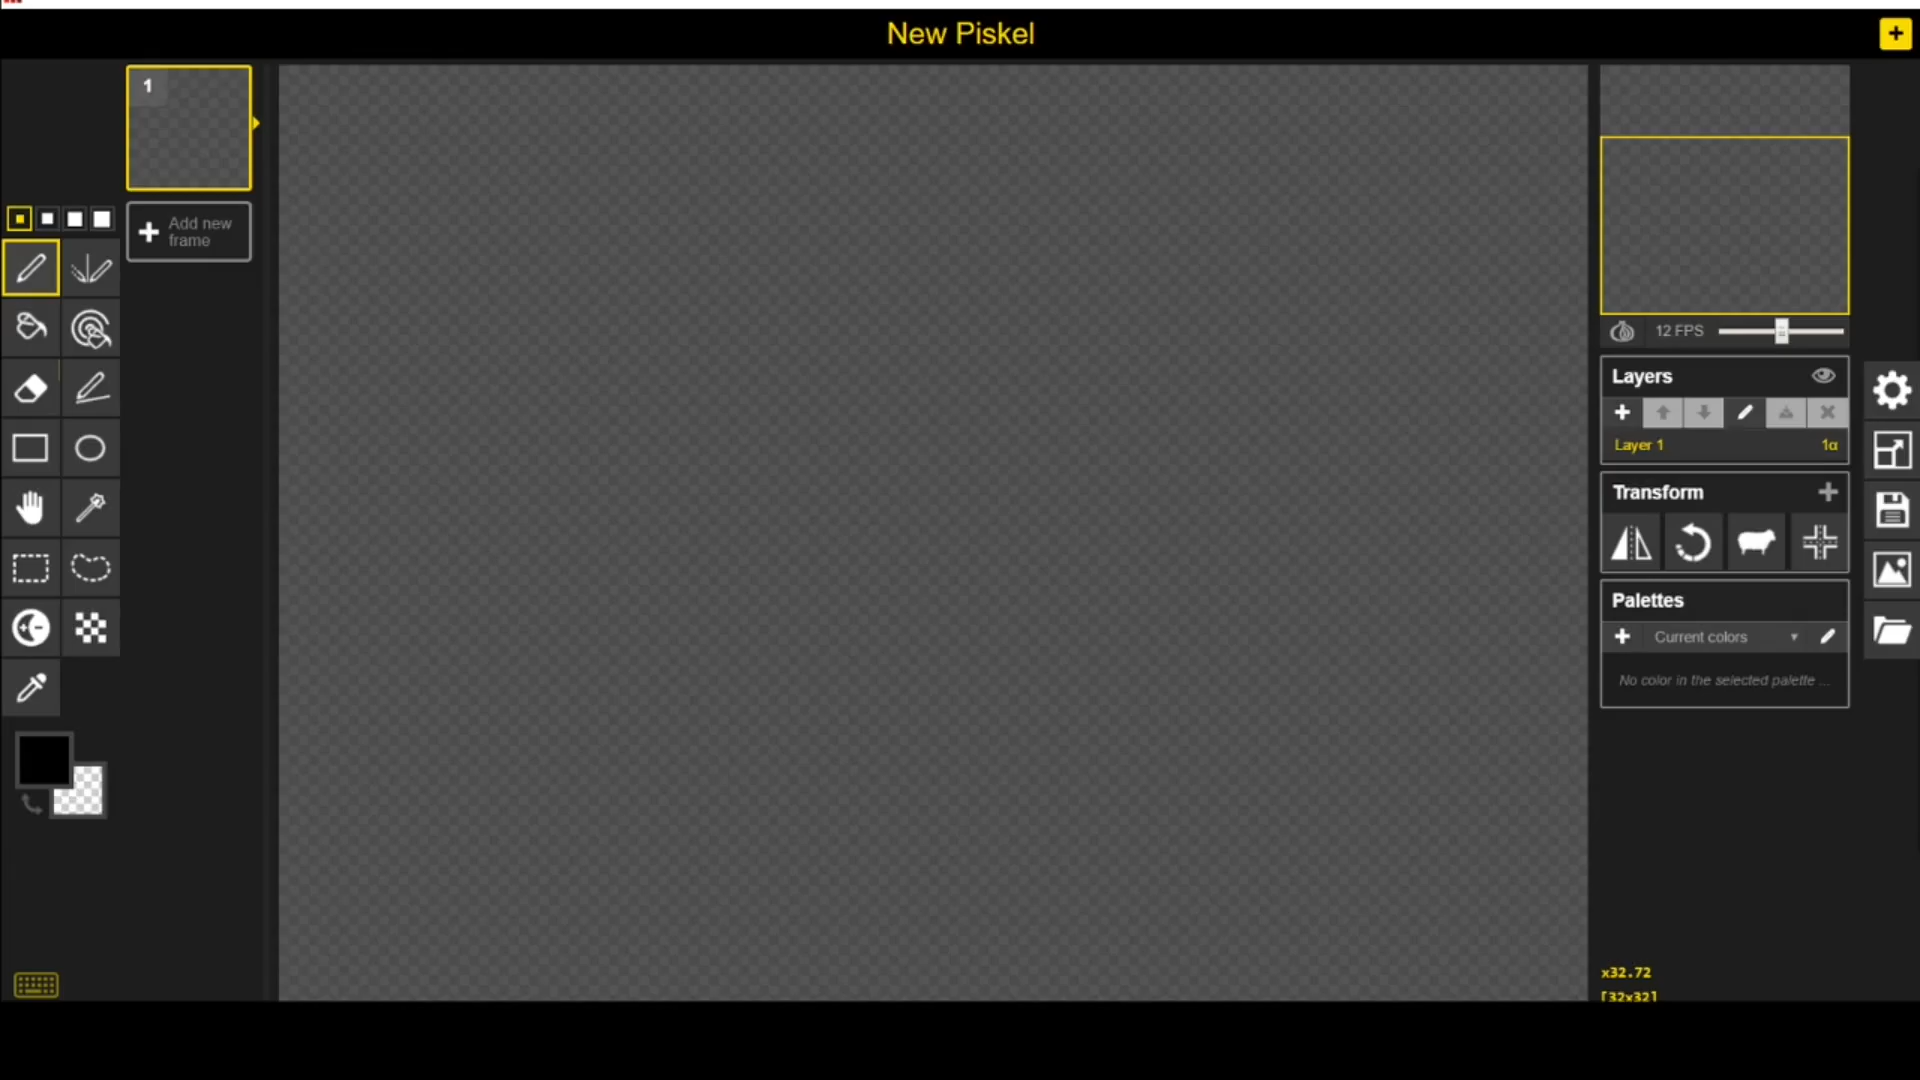 New Piskel
1
Add new
frame
12 FPS
Layers
Layer 1
1α
Transform
Palettes
Current colors
No color in the selected palette ...
x32.72
[32x32]